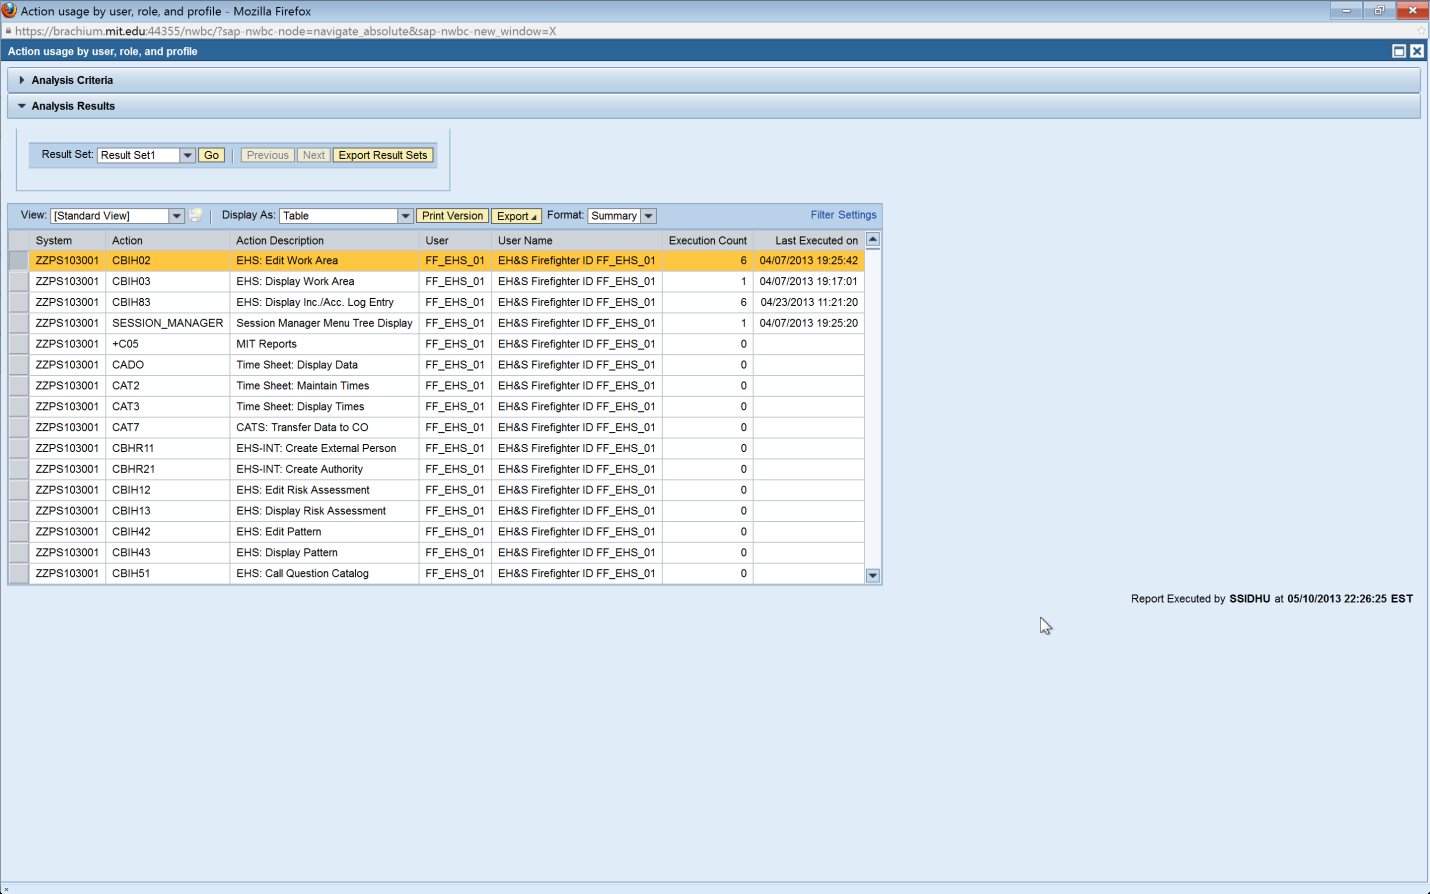 Action usage by user, role, and profile - Mozilla Firefox
https://brachium.mit.edu:44355/nwbc/?sap-nwbc-node=navigate_absolute&sap-nwbc-new_window=X
Action usage by user, role, and profile
Analysis Criteria
Analysis Results
Result Set: Result Set1 Go Previous Next Export Result Sets
View: [Standard View] Display As: Table Print Version Export Format: Summary Filter Settings
System Action Action Description User User Name Execution Count Last Executed on
ZZPS103001 CBIH02 EHS: Edit Work Area FF_EHS_01 EH&S Firefighter ID FF_EHS_01 6 04/07/2013 19:25:42
ZZPS103001 CBIH03 EHS: Display Work Area FF_EHS_01 EH&S Firefighter ID FF_EHS_01 1 04/07/2013 19:17:01
ZZPS103001 CBIH83 EHS: Display Inc./Acc. Log Entry FF_EHS_01 EH&S Firefighter ID FF_EHS_01 6 04/23/2013 11:21:20
ZZPS103001 SESSION_MANAGER Session Manager Menu Tree Display FF_EHS_01 EH&S Firefighter ID FF_EHS_01 1 04/07/2013 19:25:20
ZZPS103001 +C05 MIT Reports FF_EHS_01 EH&S Firefighter ID FF_EHS_01 0
ZZPS103001 CADO Time Sheet: Display Data FF_EHS_01 EH&S Firefighter ID FF_EHS_01 0
ZZPS103001 CAT2 Time Sheet: Maintain Times FF_EHS_01 EH&S Firefighter ID FF_EHS_01 0
ZZPS103001 CAT3 Time Sheet: Display Times FF_EHS_01 EH&S Firefighter ID FF_EHS_01 0
ZZPS103001 CAT7 CATS: Transfer Data to CO FF_EHS_01 EH&S Firefighter ID FF_EHS_01 0
ZZPS103001 CBHR11 EHS-INT: Create External Person FF_EHS_01 EH&S Firefighter ID FF_EHS_01 0
ZZPS103001 CBHR21 EHS-INT: Create Authority FF_EHS_01 EH&S Firefighter ID FF_EHS_01 0
ZZPS103001 CBIH12 EHS: Edit Risk Assessment FF_EHS_01 EH&S Firefighter ID FF_EHS_01 0
ZZPS103001 CBIH13 EHS: Display Risk Assessment FF_EHS_01 EH&S Firefighter ID FF_EHS_01 0
ZZPS103001 CBIH42 EHS: Edit Pattern FF_EHS_01 EH&S Firefighter ID FF_EHS_01 0
ZZPS103001 CBIH43 EHS: Display Pattern FF_EHS_01 EH&S Firefighter ID FF_EHS_01 0
ZZPS103001 CBIH51 EHS: Call Question Catalog FF_EHS_01 EH&S Firefighter ID FF_EHS_01 0
Report Executed by SSIDHU at 05/10/2013 22:26:25 EST